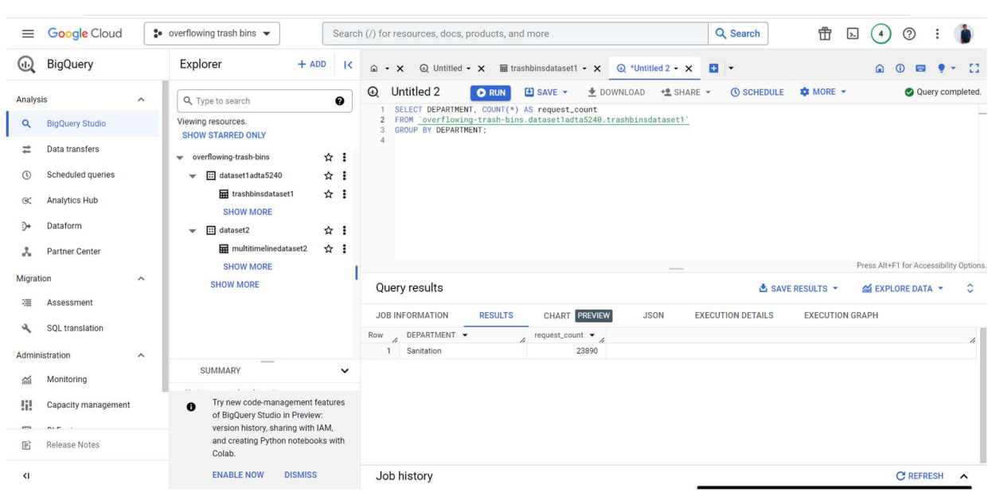 Google Cloud
overflowing trash bins
Search (/) for resources, docs, products, and more
Search
4
BigQuery
Analysis
BigQuery Studio
Data transfers
Scheduled queries
Analytics Hub
Dataform
Partner Center
Migration
Assessment
SQL translation
Administration
Monitoring
Capacity management
Release Notes
Explorer
+ ADD
Type to search
Viewing resources.
SHOW STARRED ONLY
overflowing-trash-bins
dataset1adta5240
trashbinsdataset1
SHOW MORE
dataset2
multitimelinedataset2
SHOW MORE
SHOW MORE
SUMMARY
Try new code-management features
of BigQuery Studio in Preview:
version history, sharing with IAM,
and creating Python notebooks with
Colab.
ENABLE NOW DISMISS
Untitled
trashbinsdataset1
*Untitled 2
Untitled 2
RUN
SAVE
DOWNLOAD
SHARE
SCHEDULE
MORE
Query completed.
1 SELECT DEPARTMENT, COUNT(*) AS request_count
2 FROM `overflowing-trash-bins.dataset1adta5240.trashbinsdataset1`
3 GROUP BY DEPARTMENT;
4
Press Alt+F1 for Accessibility Options.
Query results
SAVE RESULTS
EXPLORE DATA
JOB INFORMATION RESULTS CHART PREVIEW JSON EXECUTION DETAILS EXECUTION GRAPH
Row DEPARTMENT request_count
1 Sanitation 23890
Job history
REFRESH